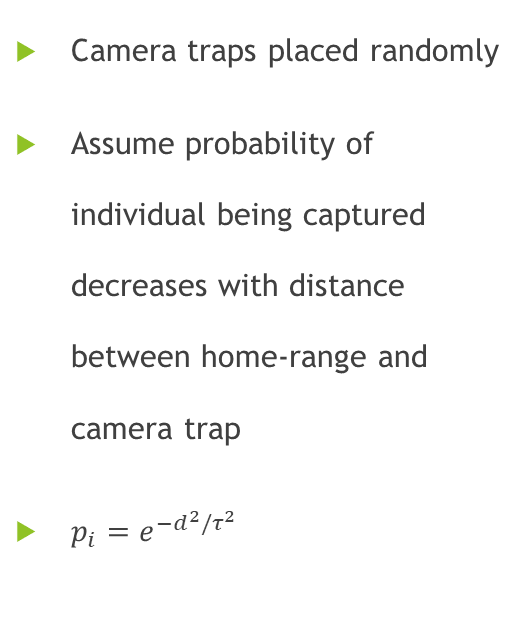 Camera traps placed randomly
Assume probability of
individual being captured
decreases with distance
between home-range and
camera trap
pᵢ = e^{−d²/τ²}